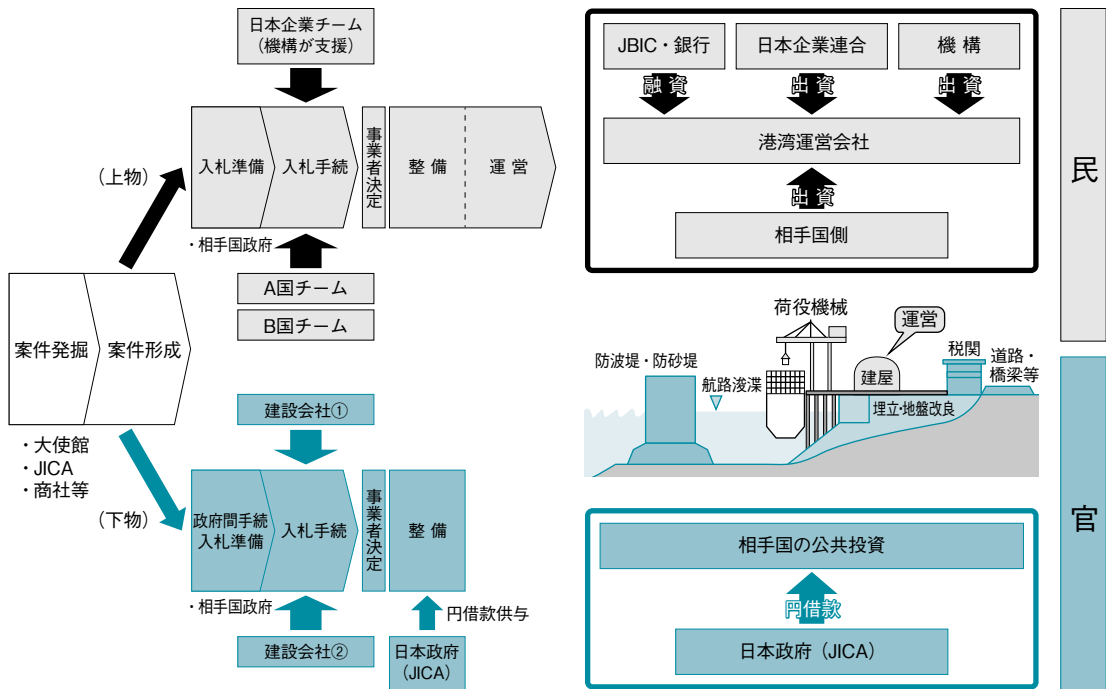 日本企業チーム
(機構が支援)
入札準備
入札手続
事業者決定
整 備
運 営
(上物)
・相手国政府
A国チーム
B国チーム
案件発掘
案件形成
・大使館
・JICA
・商社等
(下物)
建設会社①
政府間手続
入札準備
入札手続
事業者決定
整 備
・相手国政府
建設会社②
円借款供与
日本政府
(JICA)
JBIC・銀行
日本企業連合
機 構
融 資
出 資
出 資
港湾運営会社
出 資
相手国側
民
荷役機械
運営
防波堤・防砂堤
航路浚渫
建屋
税関
道路・
橋梁等
埋立・地盤改良
官
相手国の公共投資
円借款
日本政府(JICA)